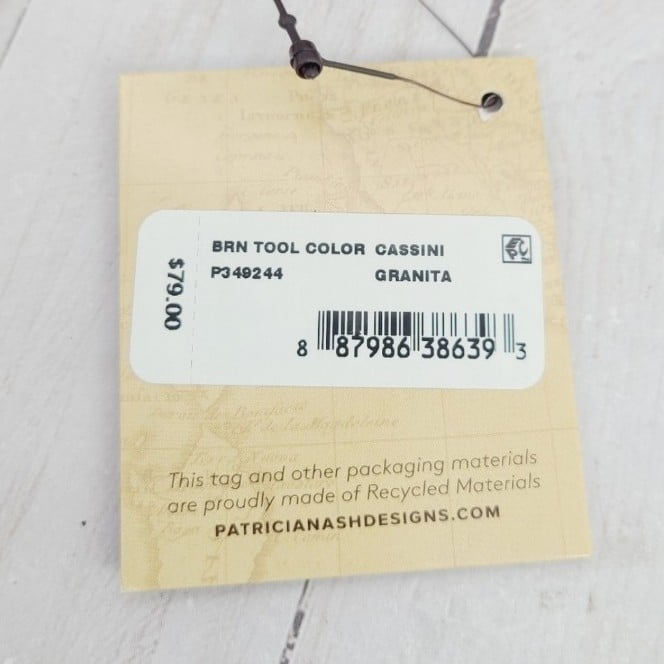 BRN TOOL COLOR CASSINI
P349244 GRANITA
$79.00
8 87986 38639 3
This tag and other packaging materials
are proudly made of Recycled Materials
PATRICIANASHDESIGNS.COM